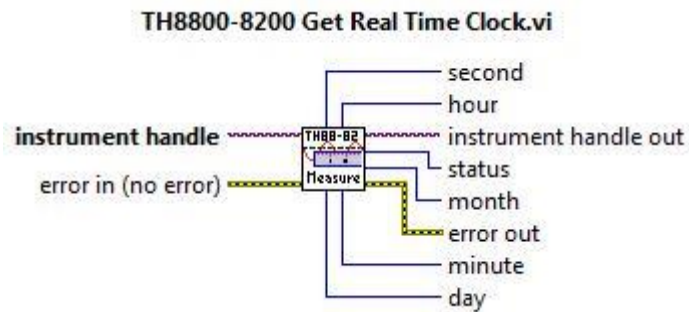 TH8800-8200 Get Real Time Clock.vi
second
hour
instrument handle
TH88-82
instrument handle out
status
error in (no error)
Measure
month
error out
minute
day